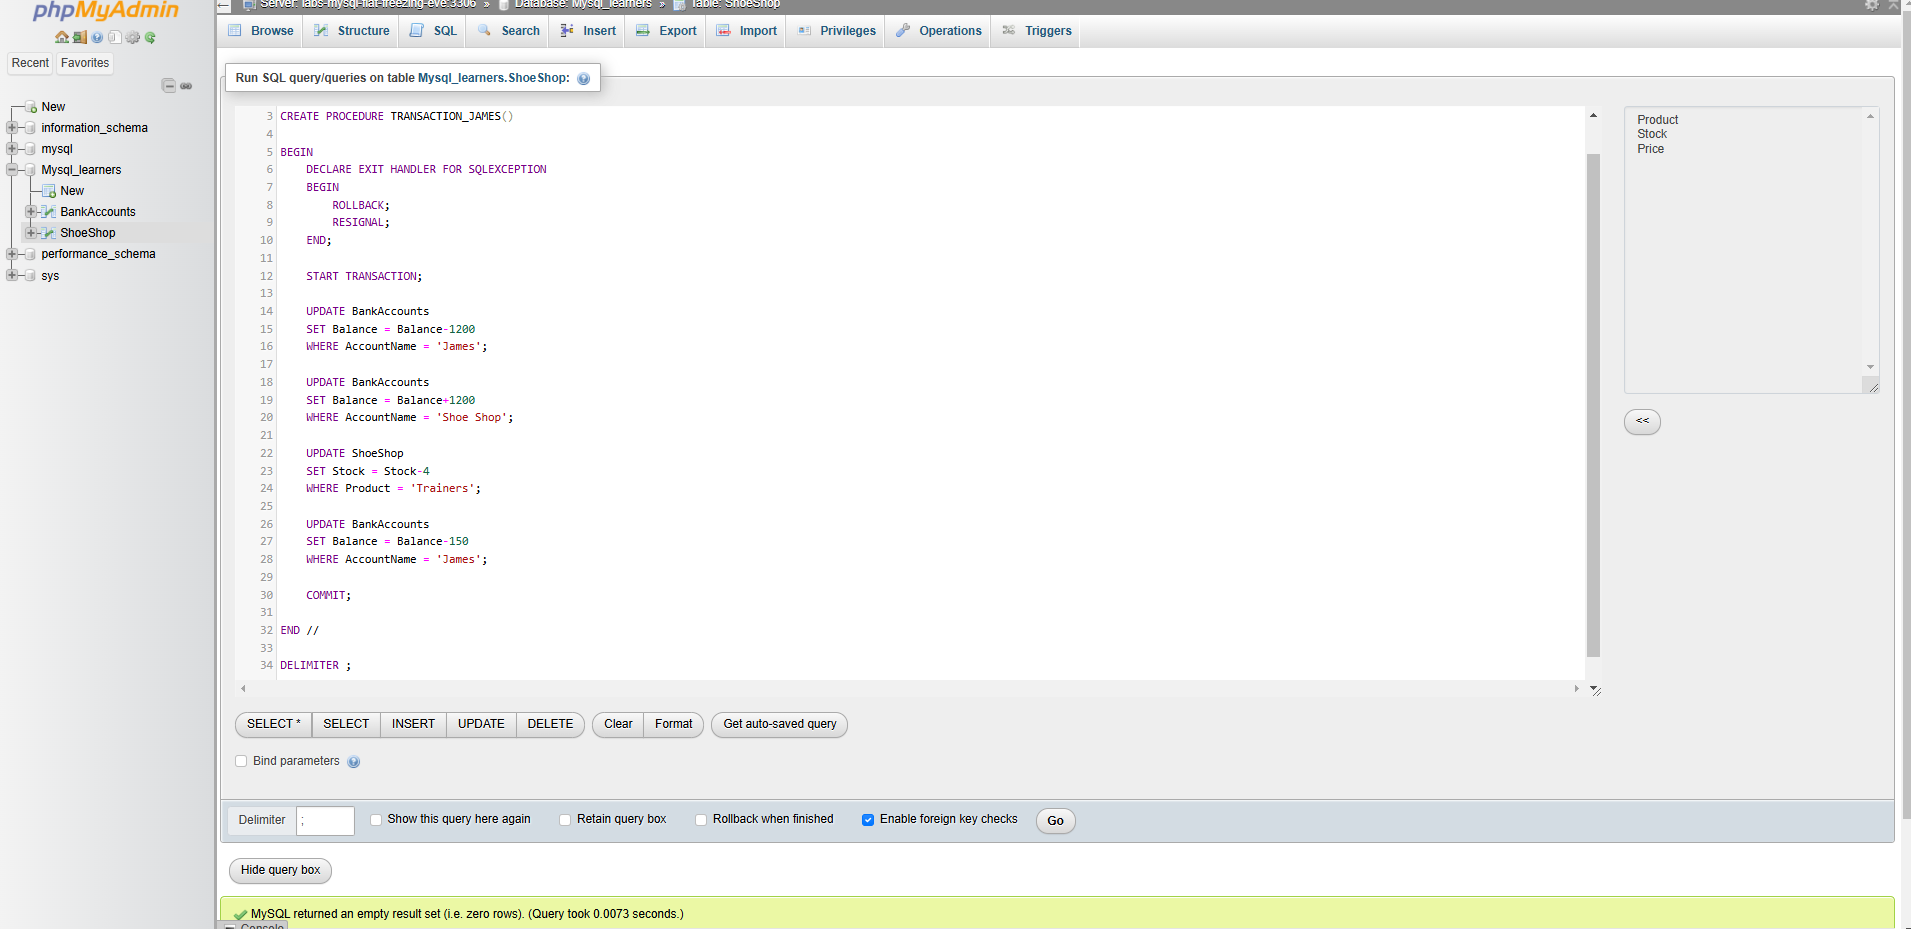 phpMyAdmin
Recent Favorites
New
information_schema
mysql
Mysql_learners
New
BankAccounts
ShoeShop
performance_schema
sys
Server: labs-mysql-flat-freezing-eve:3306 » Database: Mysql_learners » Table: ShoeShop
Browse Structure SQL Search Insert Export Import Privileges Operations Triggers
Run SQL query/queries on table Mysql_learners.ShoeShop:
3 CREATE PROCEDURE TRANSACTION_JAMES()
4
5 BEGIN
6 DECLARE EXIT HANDLER FOR SQLEXCEPTION
7 BEGIN
8 ROLLBACK;
9 RESIGNAL;
10 END;
11
12 START TRANSACTION;
13
14 UPDATE BankAccounts
15 SET Balance = Balance-1200
16 WHERE AccountName = 'James';
17
18 UPDATE BankAccounts
19 SET Balance = Balance+1200
20 WHERE AccountName = 'Shoe Shop';
21
22 UPDATE ShoeShop
23 SET Stock = Stock-4
24 WHERE Product = 'Trainers';
25
26 UPDATE BankAccounts
27 SET Balance = Balance-150
28 WHERE AccountName = 'James';
29
30 COMMIT;
31
32 END //
33
34 DELIMITER ;
Product
Stock
Price
<<
SELECT * SELECT INSERT UPDATE DELETE Clear Format Get auto-saved query
Bind parameters
Delimiter ; Show this query here again Retain query box Rollback when finished Enable foreign key checks Go
Hide query box
MySQL returned an empty result set (i.e. zero rows). (Query took 0.0073 seconds.)
Console